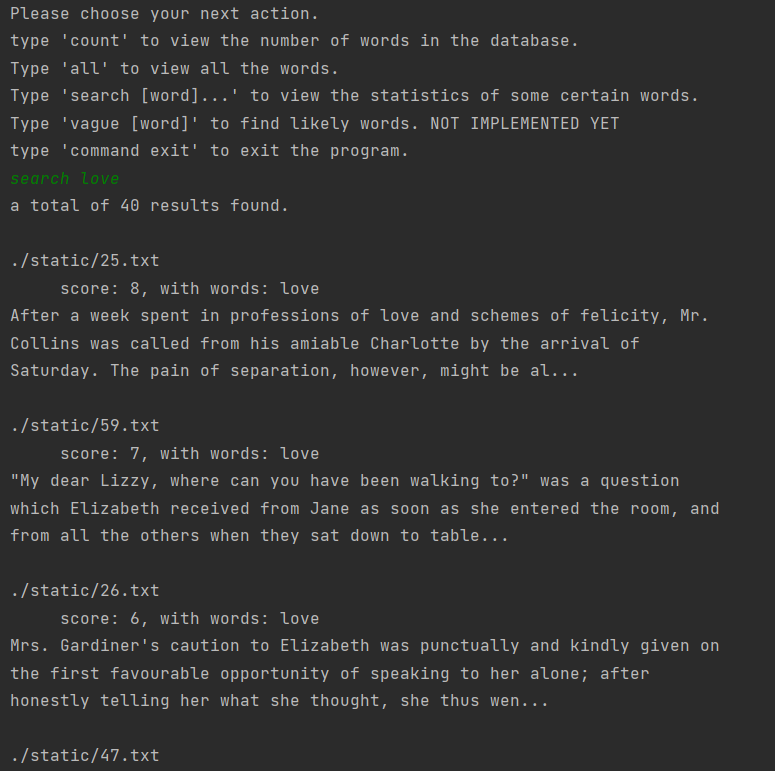 Please choose your next action.
type 'count' to view the number of words in the database.
Type 'all' to view all the words.
Type 'search [word]...' to view the statistics of some certain words.
Type 'vague [word]' to find likely words. NOT IMPLEMENTED YET
type 'command exit' to exit the program.
search love
a total of 40 results found.
./static/25.txt
score: 8, with words: love
After a week spent in professions of love and schemes of felicity, Mr.
Collins was called from his amiable Charlotte by the arrival of
Saturday. The pain of separation, however, might be al...
./static/59.txt
score: 7, with words: love
"My dear Lizzy, where can you have been walking to?" was a question
which Elizabeth received from Jane as soon as she entered the room, and
from all the others when they sat down to table...
./static/26.txt
score: 6, with words: love
Mrs. Gardiner's caution to Elizabeth was punctually and kindly given on
the first favourable opportunity of speaking to her alone; after
honestly telling her what she thought, she thus wen...
./static/47.txt